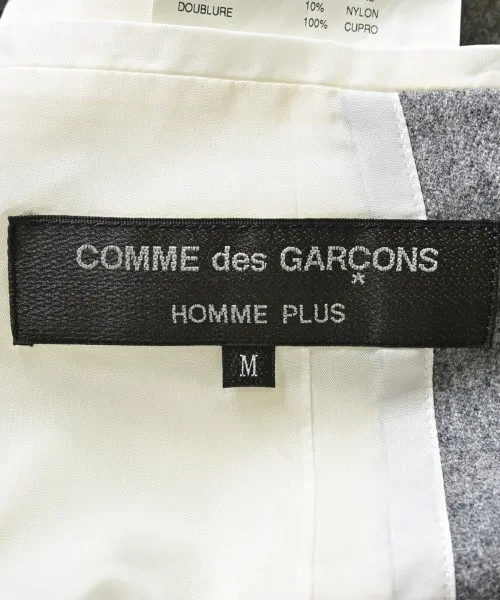 10% NYLON
DOUBLURE 100% CUPRO
COMME des GARÇONS
HOMME PLUS
M